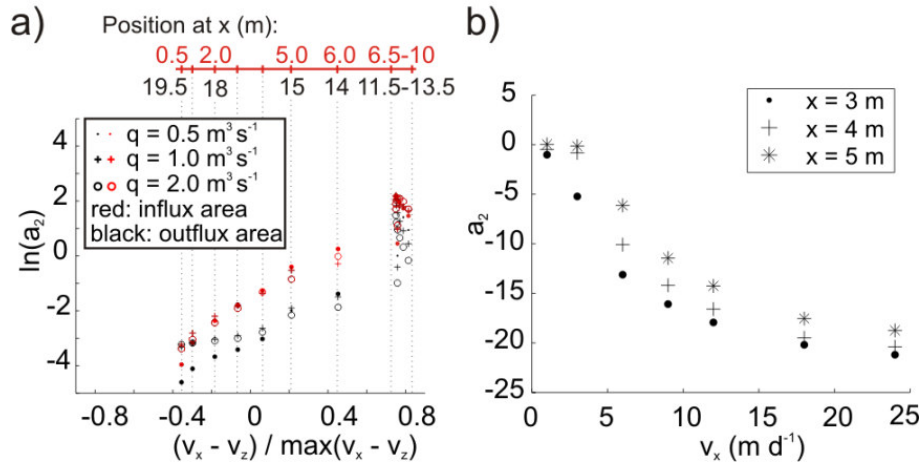 a)
Position at x (m):
0.5 2.0 5.0 6.0 6.5-10
19.5 18 15 14 11.5-13.5
q = 0.5 m³ s⁻¹
q = 1.0 m³ s⁻¹
q = 2.0 m³ s⁻¹
red: influx area
black: outflux area
ln(a₂)
4
2
0
-2
-4
-0.8 -0.4 0 0.4 0.8
(vₓ - v_z) / max(vₓ - v_z)
b)
x = 3 m
x = 4 m
x = 5 m
a₂
0
-5
-10
-15
-20
-25
0 5 10 15 20 25
vₓ (m d⁻¹)